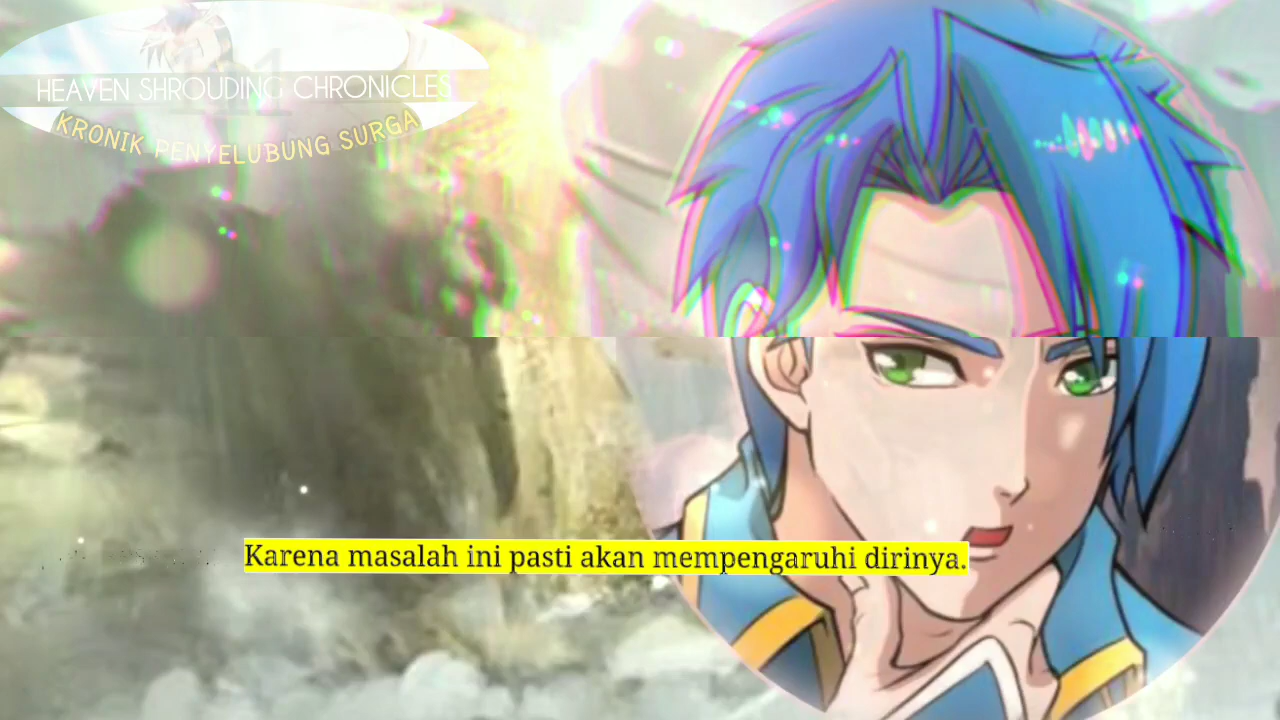 HEAVEN SHROUDING CHRONICLES
KRONIK PENYELUBUNG SURGA
Karena masalah ini pasti akan mempengaruhi dirinya.